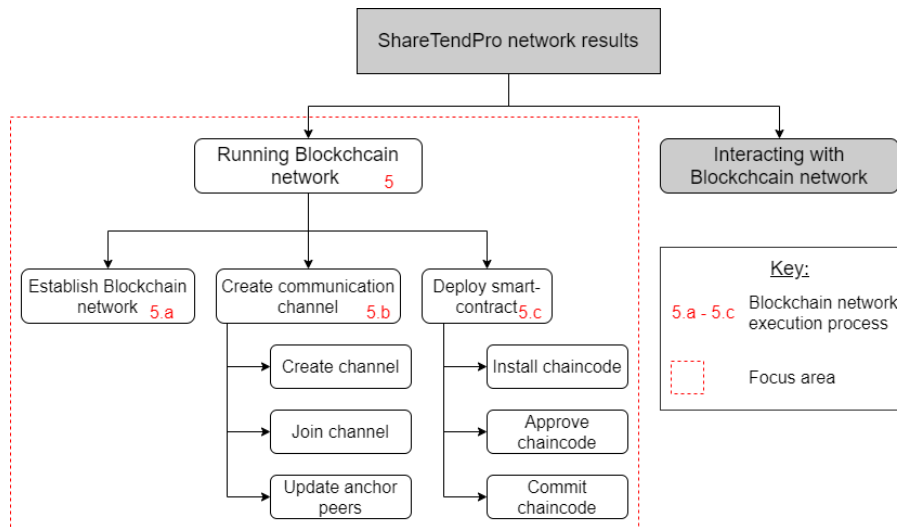 ShareTendPro network results
Running Blockchcain
network
5
Interacting with
Blockchcain network
Establish Blockchain
network
5.a
Create communication
channel
5.b
Deploy smart-
contract
5.c
Create channel
Join channel
Update anchor
peers
Install chaincode
Approve
chaincode
Commit
chaincode
Key:
5.a - 5.c
Blockchain network
execution process
Focus area